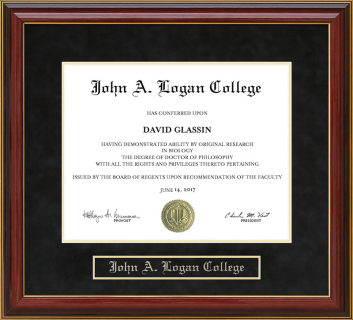 John A. Logan College
HAS CONFERRED UPON
DAVID GLASSIN
HAVING DEMONSTRATED ABILITY BY ORIGINAL RESEARCH
IN BIOLOGY
THE DEGREE OF DOCTOR OF PHILOSOPHY
WITH ALL THE RIGHTS AND PRIVILEGES THERETO PERTAINING
ISSUED BY THE BOARD OF REGENTS UPON RECOMMENDATION OF THE FACULTY
JUNE 14, 2017
PROVOST
PRESIDENT
John A. Logan College